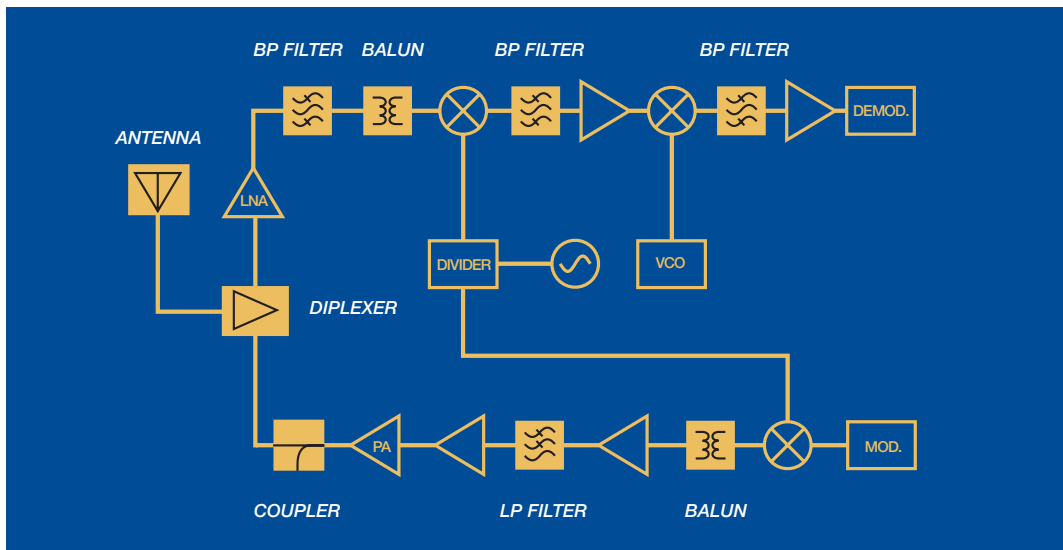 BP FILTER
BALUN
BP FILTER
BP FILTER
DEMOD.
ANTENNA
LNA
DIVIDER
VCO
DIPLEXER
PA
MOD.
COUPLER
LP FILTER
BALUN